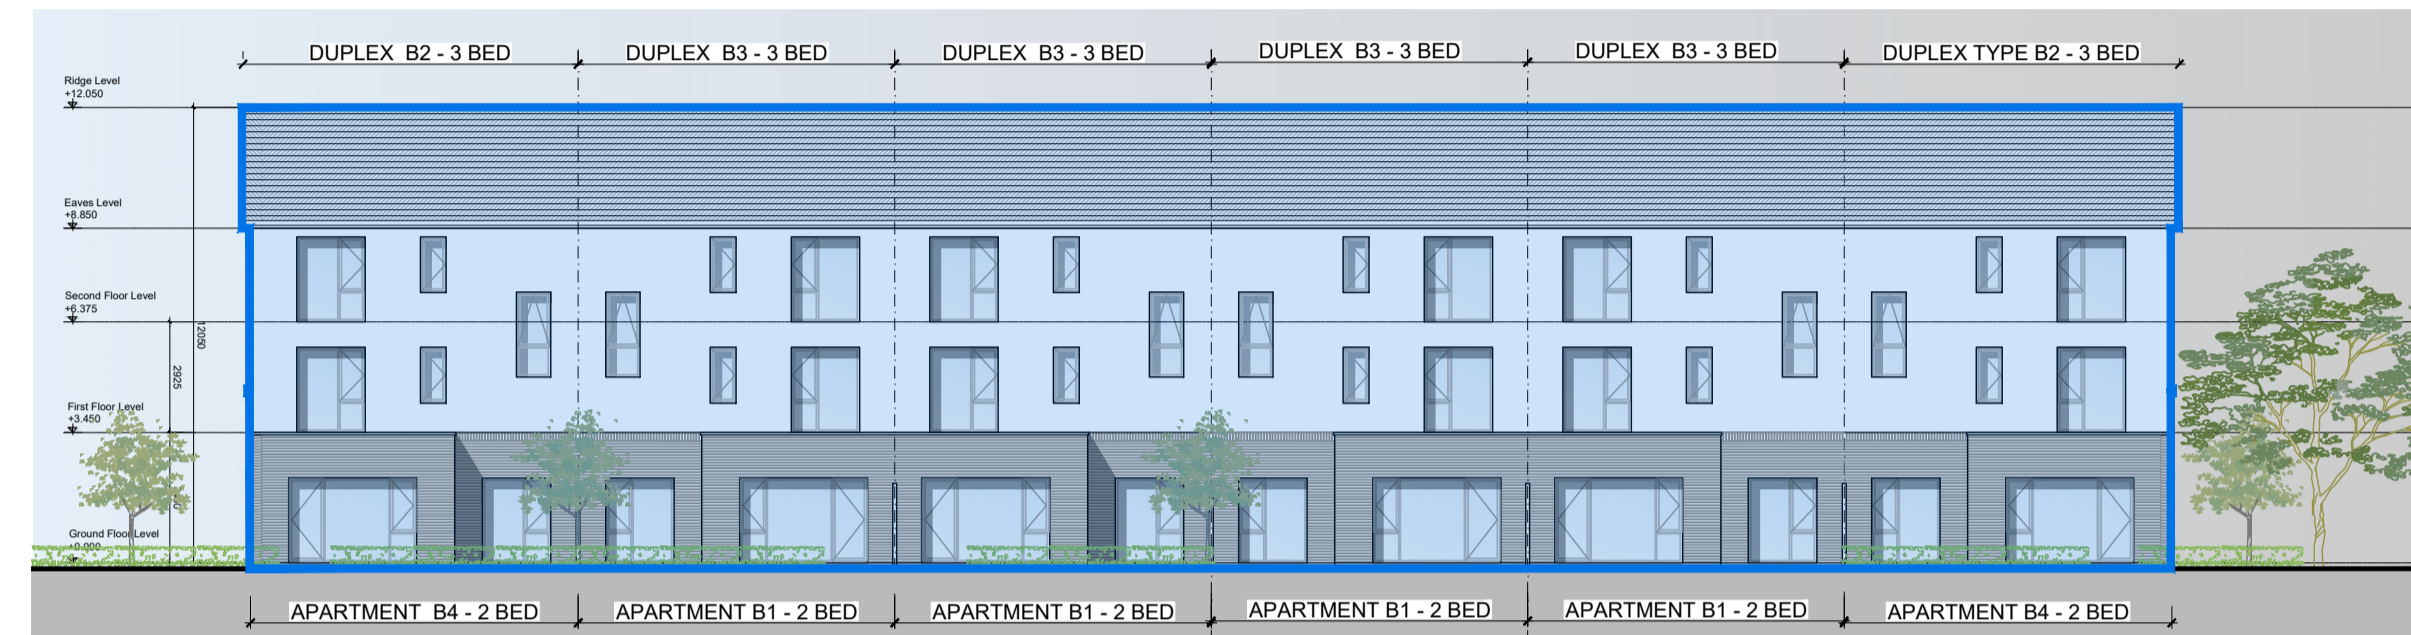 DUPLEX B2 - 3 BED
DUPLEX B3 - 3 BED
DUPLEX B3 - 3 BED
DUPLEX B3 - 3 BED
DUPLEX B3 - 3 BED
DUPLEX TYPE B2 - 3 BED
Ridge Level
+12.050
Eaves Level
+8.850
Second Floor Level
+6.375
12050
2925
First Floor Level
+3.450
Ground Floor Level
+0.000
APARTMENT B4 - 2 BED
APARTMENT B1 - 2 BED
APARTMENT B1 - 2 BED
APARTMENT B1 - 2 BED
APARTMENT B1 - 2 BED
APARTMENT B4 - 2 BED